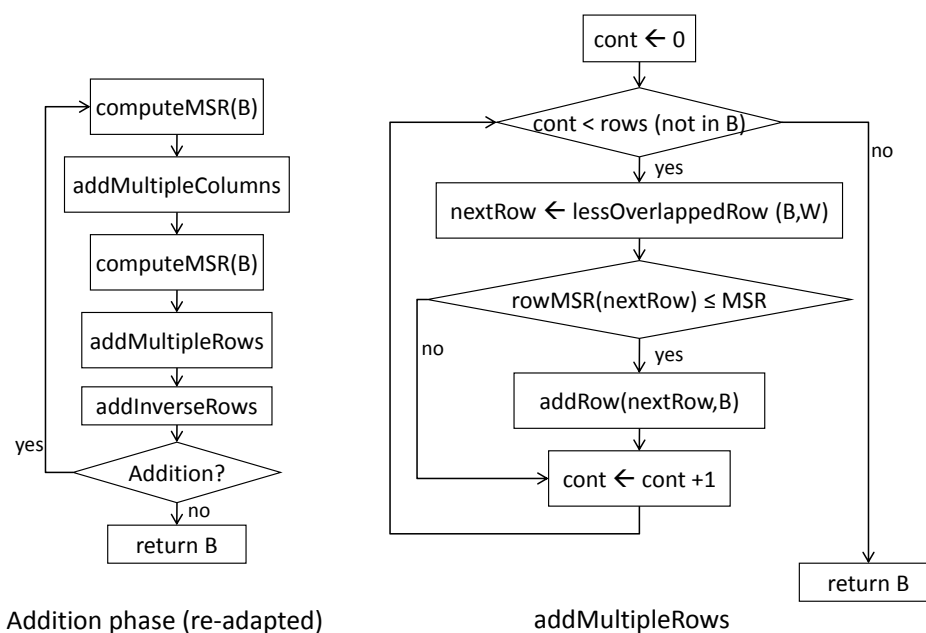 computeMSR(B)
addMultipleColumns
computeMSR(B)
addMultipleRows
addInverseRows
yes
Addition?
no
return B
Addition phase (re-adapted)
cont ← 0
cont < rows (not in B)
no
yes
nextRow ← lessOverlappedRow (B,W)
rowMSR(nextRow) ≤ MSR
no
yes
addRow(nextRow,B)
cont ← cont +1
return B
addMultipleRows